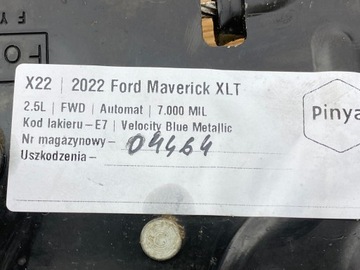 X22 | 2022 Ford Maverick XLT
2.5L | FWD | Automat | 7.000 MIL
Kod lakieru – E7 | Velocity Blue Metallic
Nr magazynowy - 04464
Uszkodzenia -
Pinya